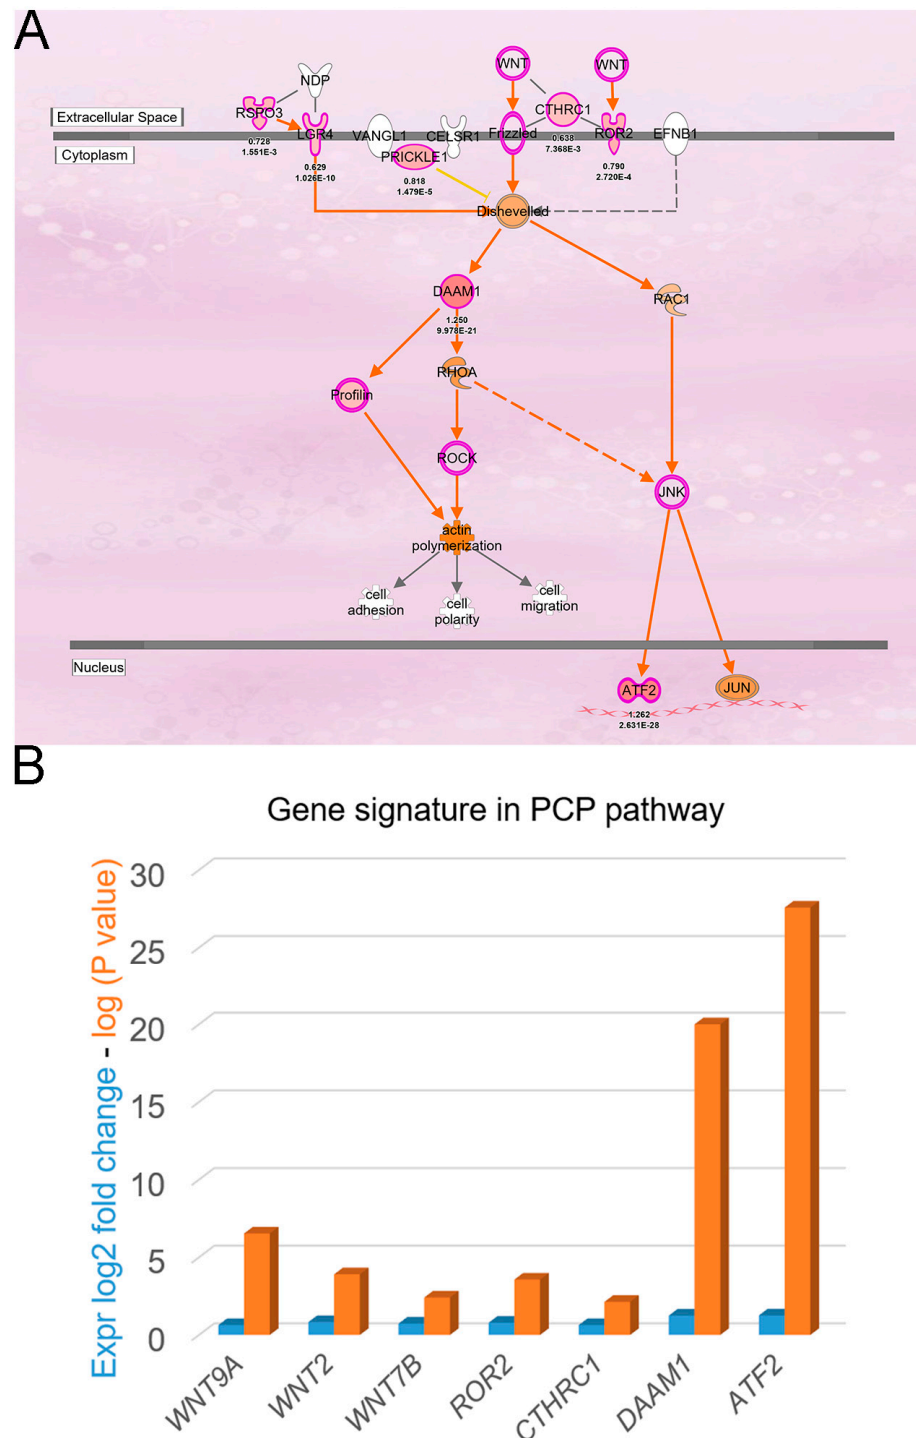 A
NDP
WNT
WNT
RSPO3
CTHRC1
Extracellular Space
LGR4
VANGL1
CELSR1
Frizzled
ROR2
EFNB1
0.728
1.551E-3
0.638
7.368E-3
Cytoplasm
PRICKLE1
0.629
1.026E-10
0.818
1.479E-5
0.790
2.720E-4
Dishevelled
DAAM1
1.250
9.978E-21
RAC1
RHOA
Profilin
ROCK
JNK
actin
polymerization
cell
adhesion
cell
polarity
cell
migration
Nucleus
ATF2
1.262
2.631E-28
JUN
B
Gene signature in PCP pathway
Expr log2 fold change - log (P value)
30
25
20
15
10
5
0
WNT9A
WNT2
WNT7B
ROR2
CTHRC1
DAAM1
ATF2